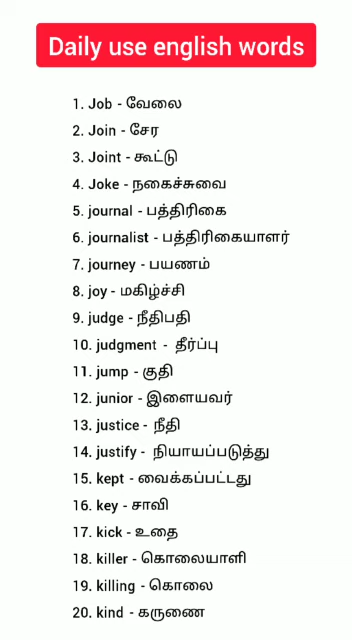 Daily use english words
1. Job - வேலை
2. Join - சேர
3. Joint - கூட்டு
4. Joke - நகைச்சுவை
5. journal - பத்திரிகை
6. journalist - பத்திரிகையாளர்
7. journey - பயணம்
8. joy - மகிழ்ச்சி
9. judge - நீதிபதி
10. judgment - தீர்ப்பு
11. jump - குதி
12. junior - இளையவர்
13. justice - நீதி
14. justify - நியாயப்படுத்து
15. kept - வைக்கப்பட்டது
16. key - சாவி
17. kick - உதை
18. killer - கொலையாளி
19. killing - கொலை
20. kind - கருணை